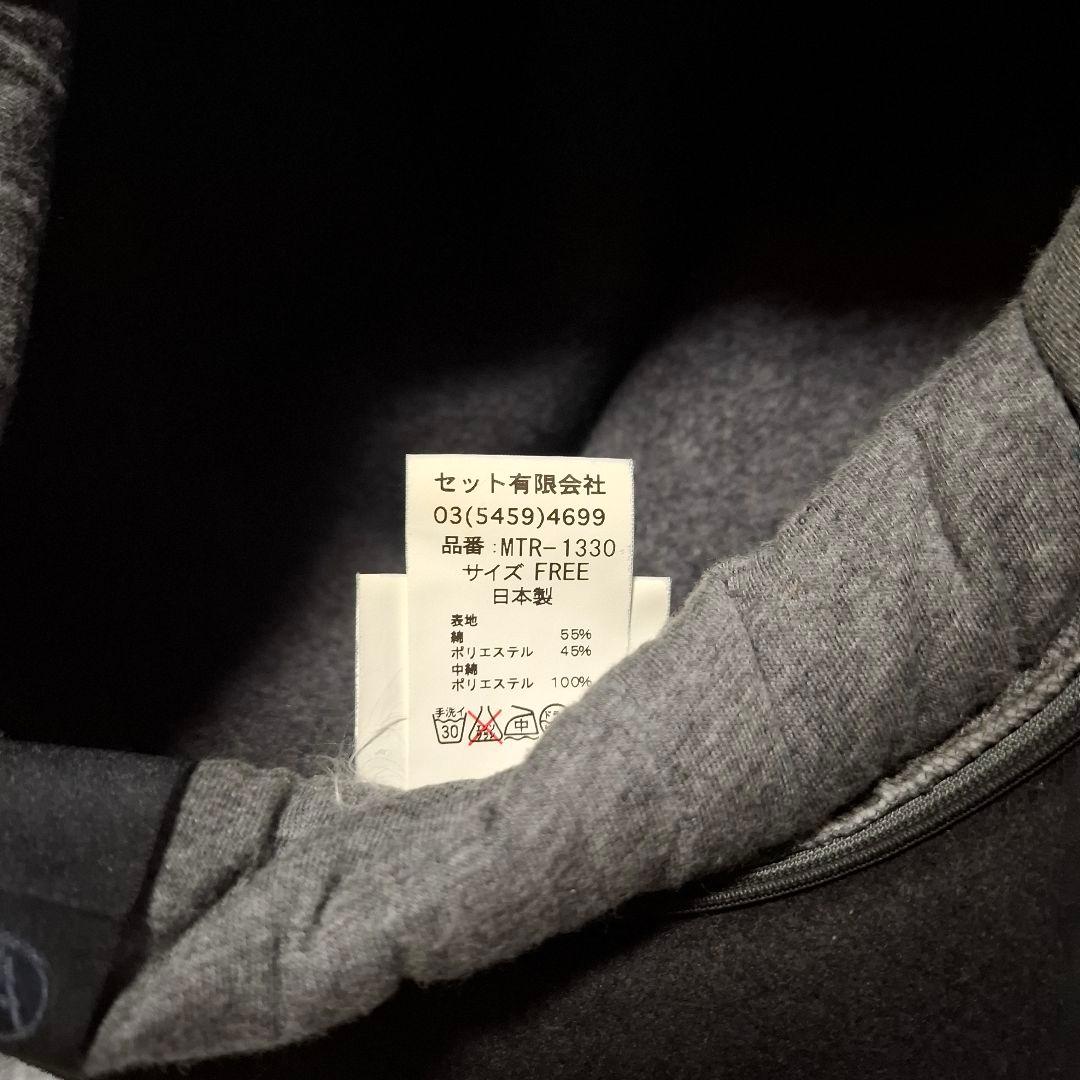 セット有限会社
03(5459)4699
品番:MTR-1330
サイズ FREE
日本製
表地
綿 55%
ポリエステル 45%
中綿
ポリエステル 100%
手洗イ 30 中